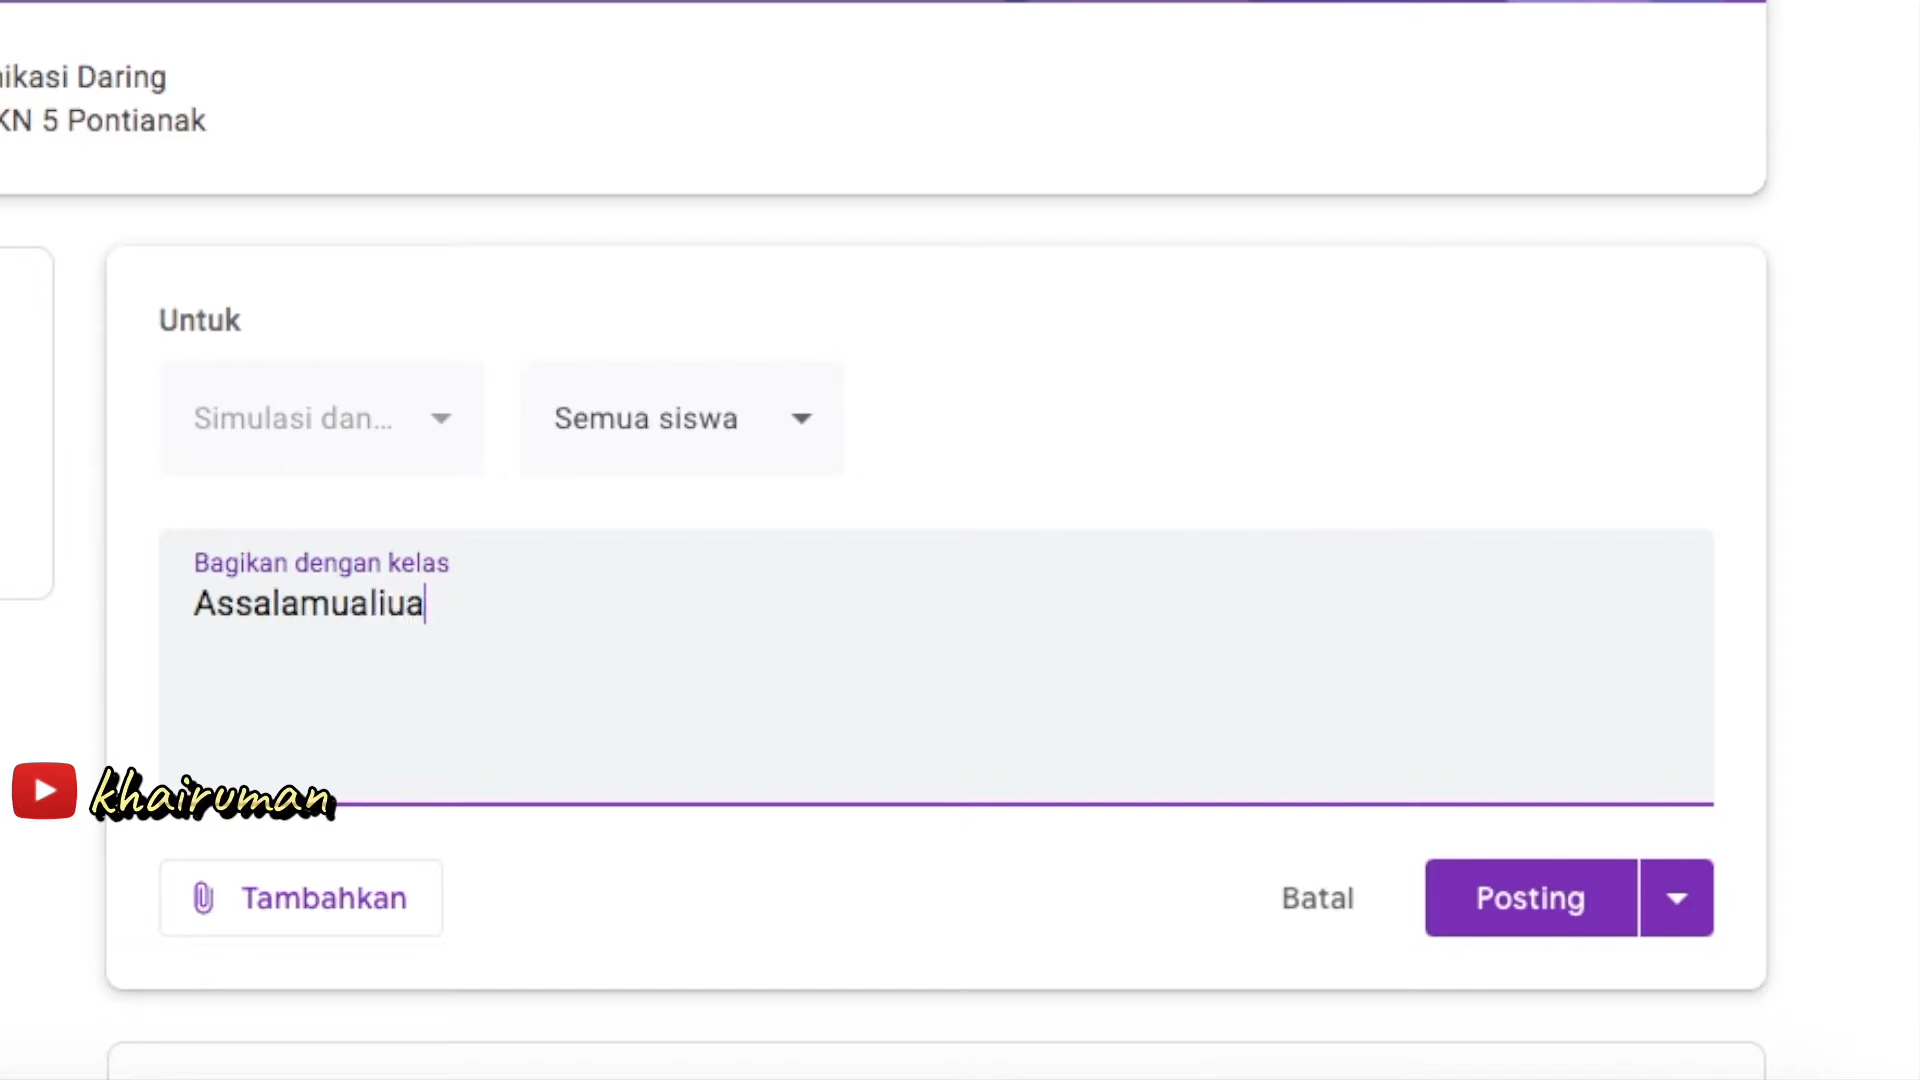 ikasi Daring
KN 5 Pontianak
Untuk
Simulasi dan...
Semua siswa
Bagikan dengan kelas
Assalamualiua
khairuman
Tambahkan
Batal
Posting